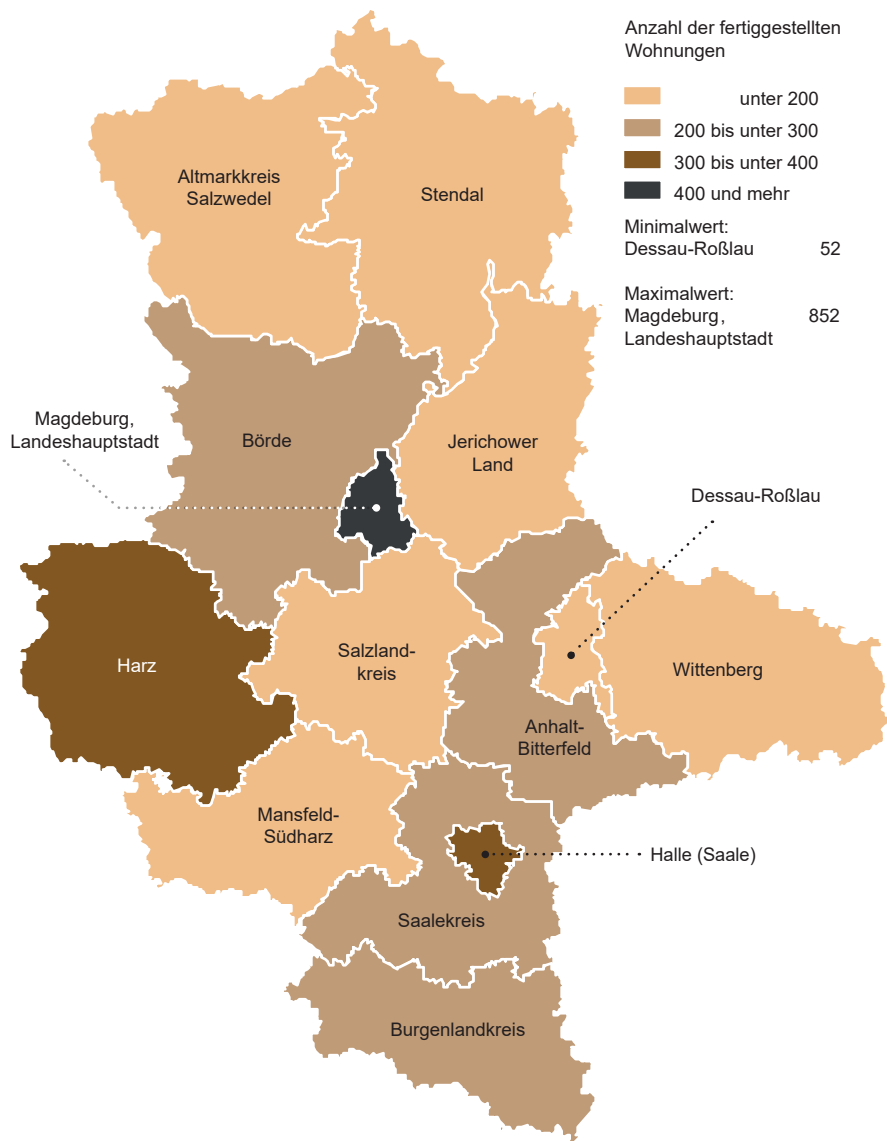 Anzahl der fertiggestellten
Wohnungen
unter 200
200 bis unter 300
300 bis unter 400
400 und mehr
Minimalwert:
Dessau-Roßlau 52
Maximalwert:
Magdeburg, 852
Landeshauptstadt
Altmarkkreis
Salzwedel
Stendal
Magdeburg,
Landeshauptstadt
Börde
Jerichower
Land
Dessau-Roßlau
Harz
Salzland-
kreis
Wittenberg
Anhalt-
Bitterfeld
Mansfeld-
Südharz
Halle (Saale)
Saalekreis
Burgenlandkreis